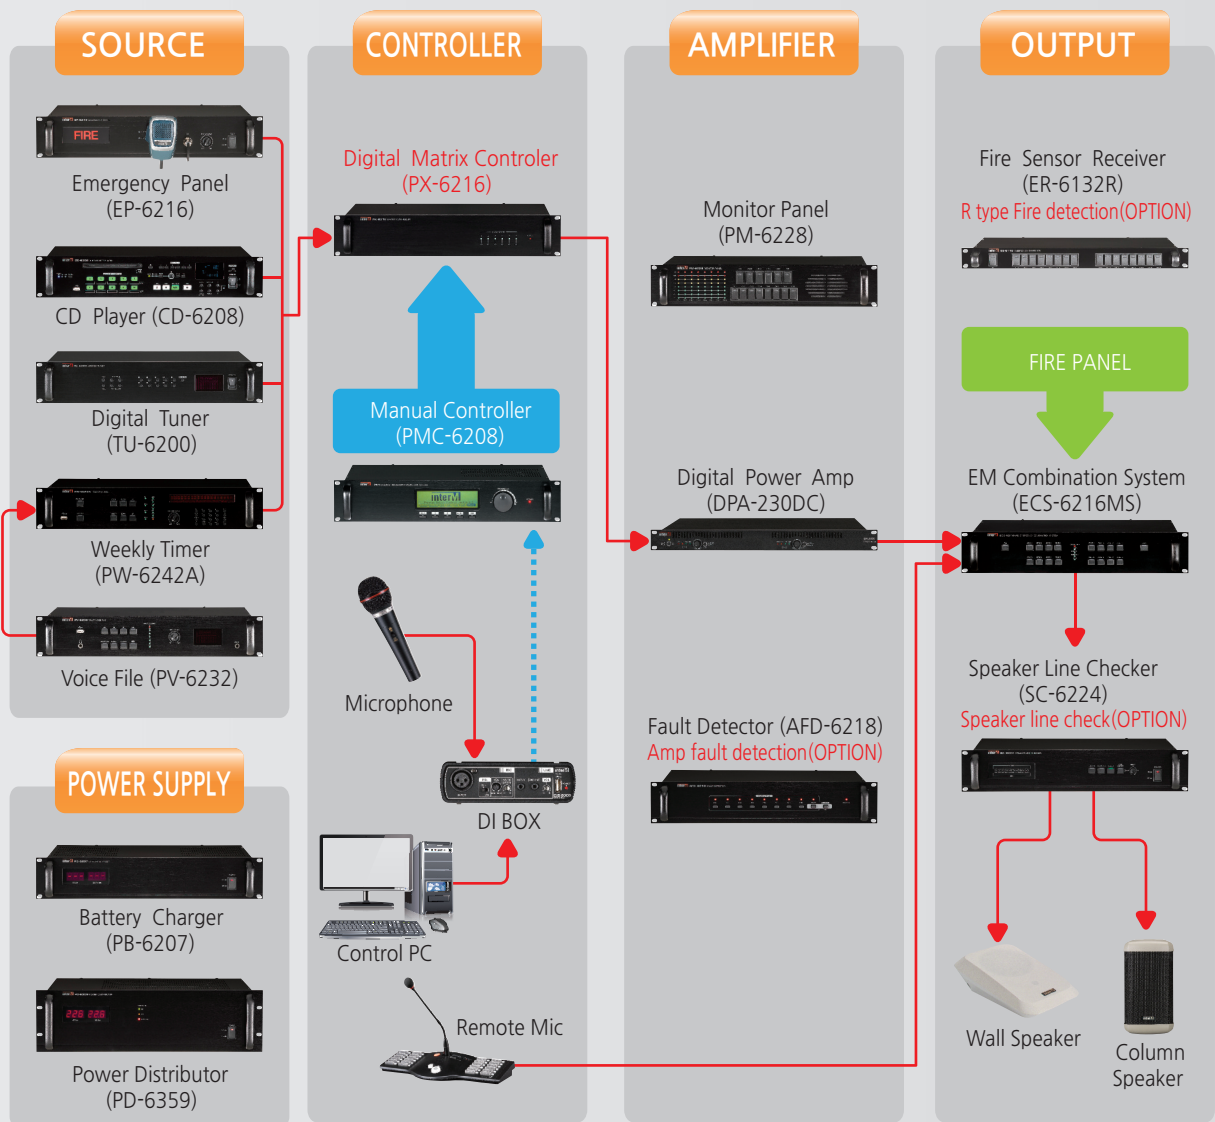 SOURCE
FIRE
Emergency Panel
(EP-6216)
CD Player (CD-6208)
Digital Tuner
(TU-6200)
Weekly Timer
(PW-6242A)
Voice File (PV-6232)
POWER SUPPLY
Battery Charger
(PB-6207)
Power Distributor
(PD-6359)
CONTROLLER
Digital Matrix Controler
(PX-6216)
Manual Controller
(PMC-6208)
interM
Microphone
DI BOX
Control PC
Remote Mic
AMPLIFIER
Monitor Panel
(PM-6228)
Digital Power Amp
(DPA-230DC)
Fault Detector (AFD-6218)
Amp fault detection(OPTION)
OUTPUT
Fire Sensor Receiver
(ER-6132R)
R type Fire detection(OPTION)
FIRE PANEL
EM Combination System
(ECS-6216MS)
Speaker Line Checker
(SC-6224)
Speaker line check(OPTION)
Wall Speaker
Column
Speaker